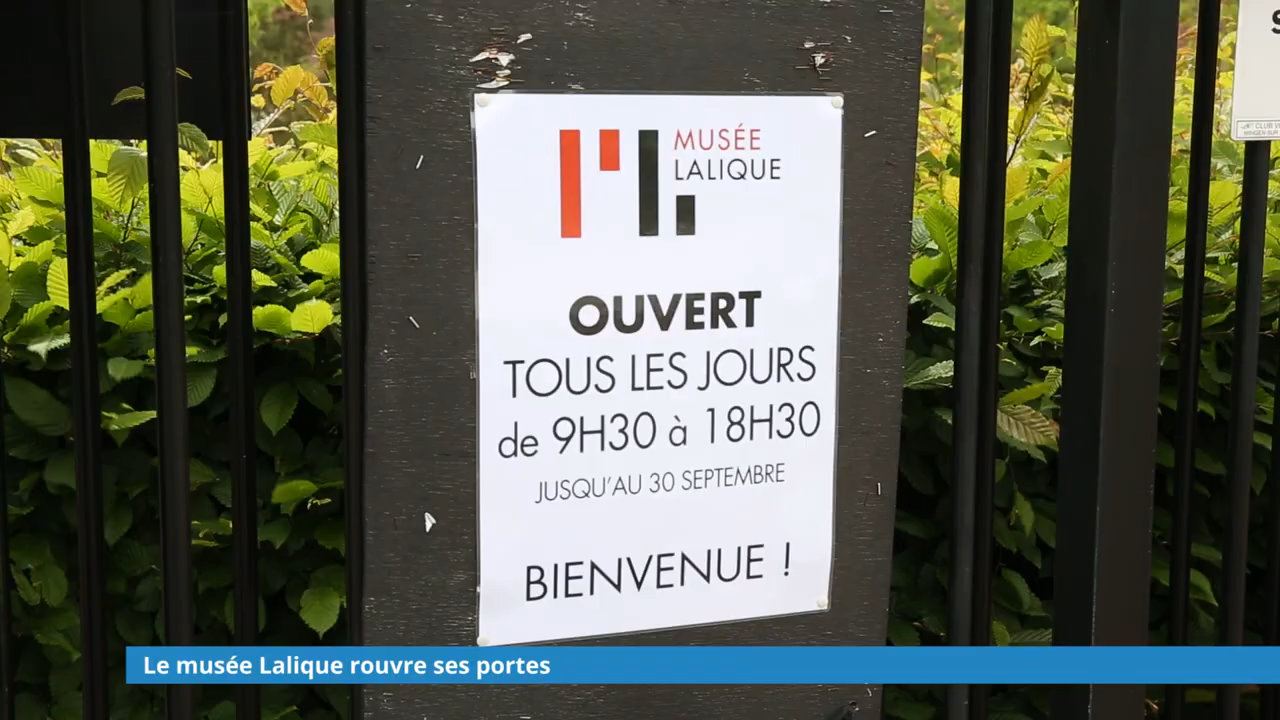 MUSÉE
LALIQUE
OUVERT
TOUS LES JOURS
de 9H30 à 18H30
JUSQU'AU 30 SEPTEMBRE
BIENVENUE !
S
CLUB
Le musée Lalique rouvre ses portes